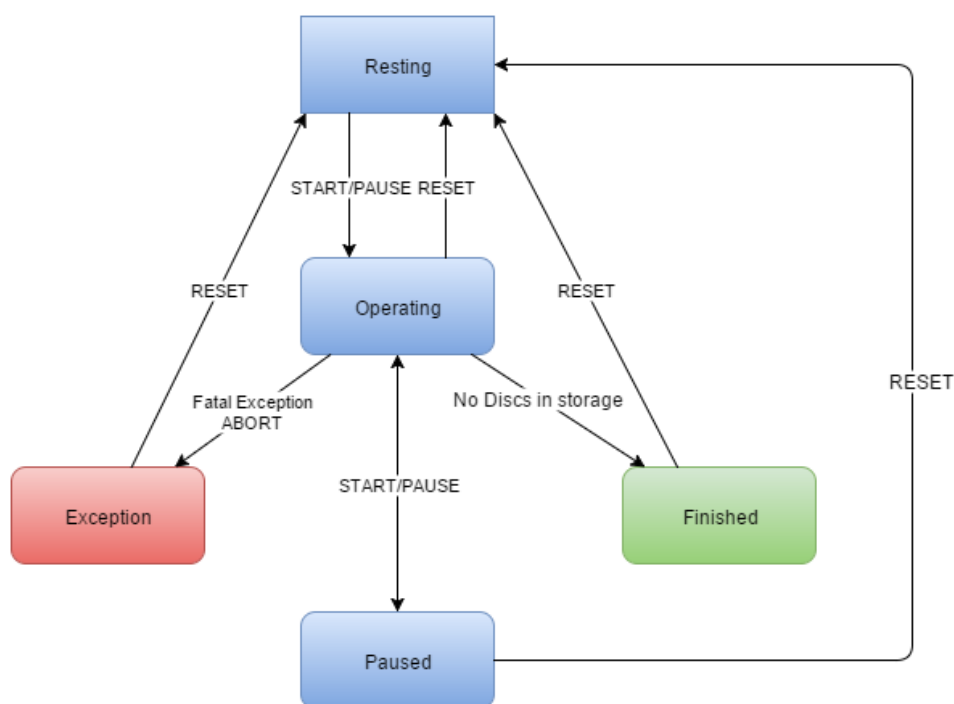 Resting
START/PAUSE RESET
RESET
RESET
Operating
RESET
Fatal Exception
ABORT
No Discs in storage
START/PAUSE
Exception
Finished
Paused